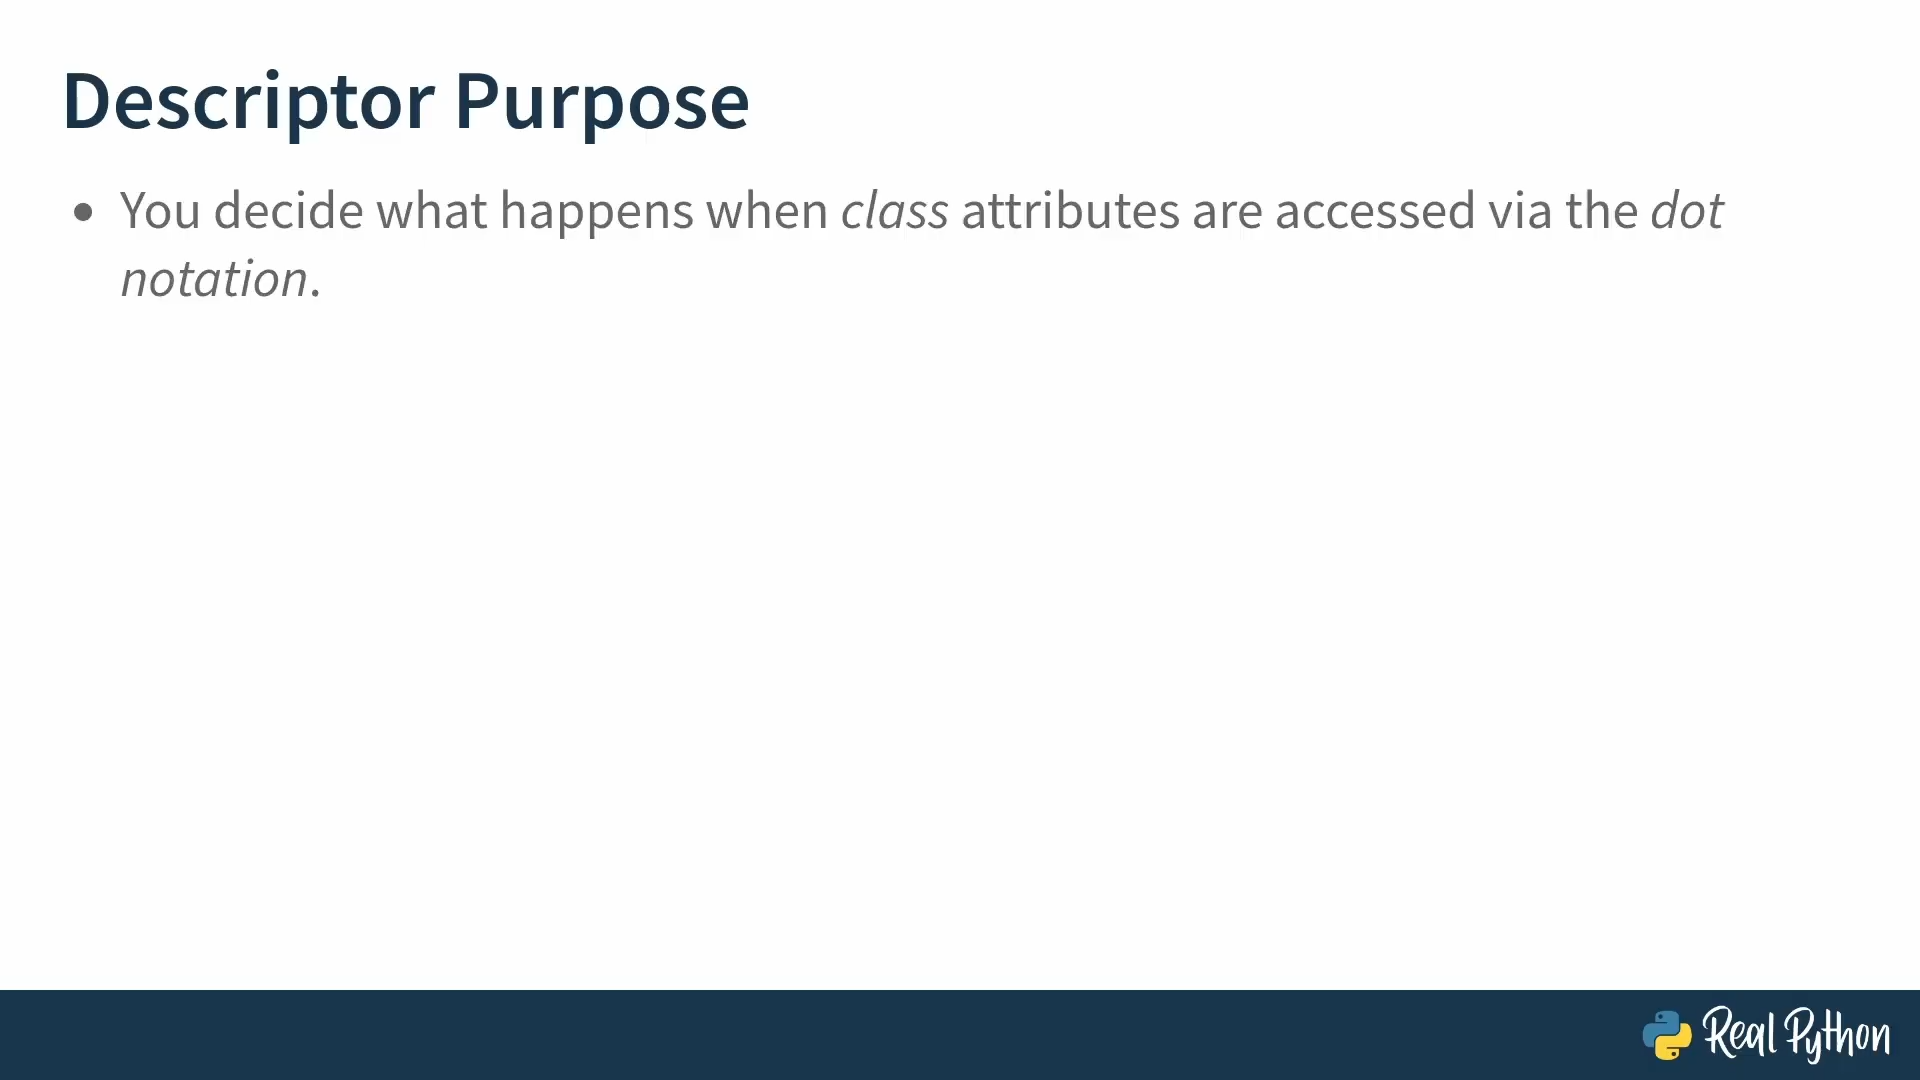 Descriptor Purpose
• You decide what happens when class attributes are accessed via the dot
notation.
Real Python